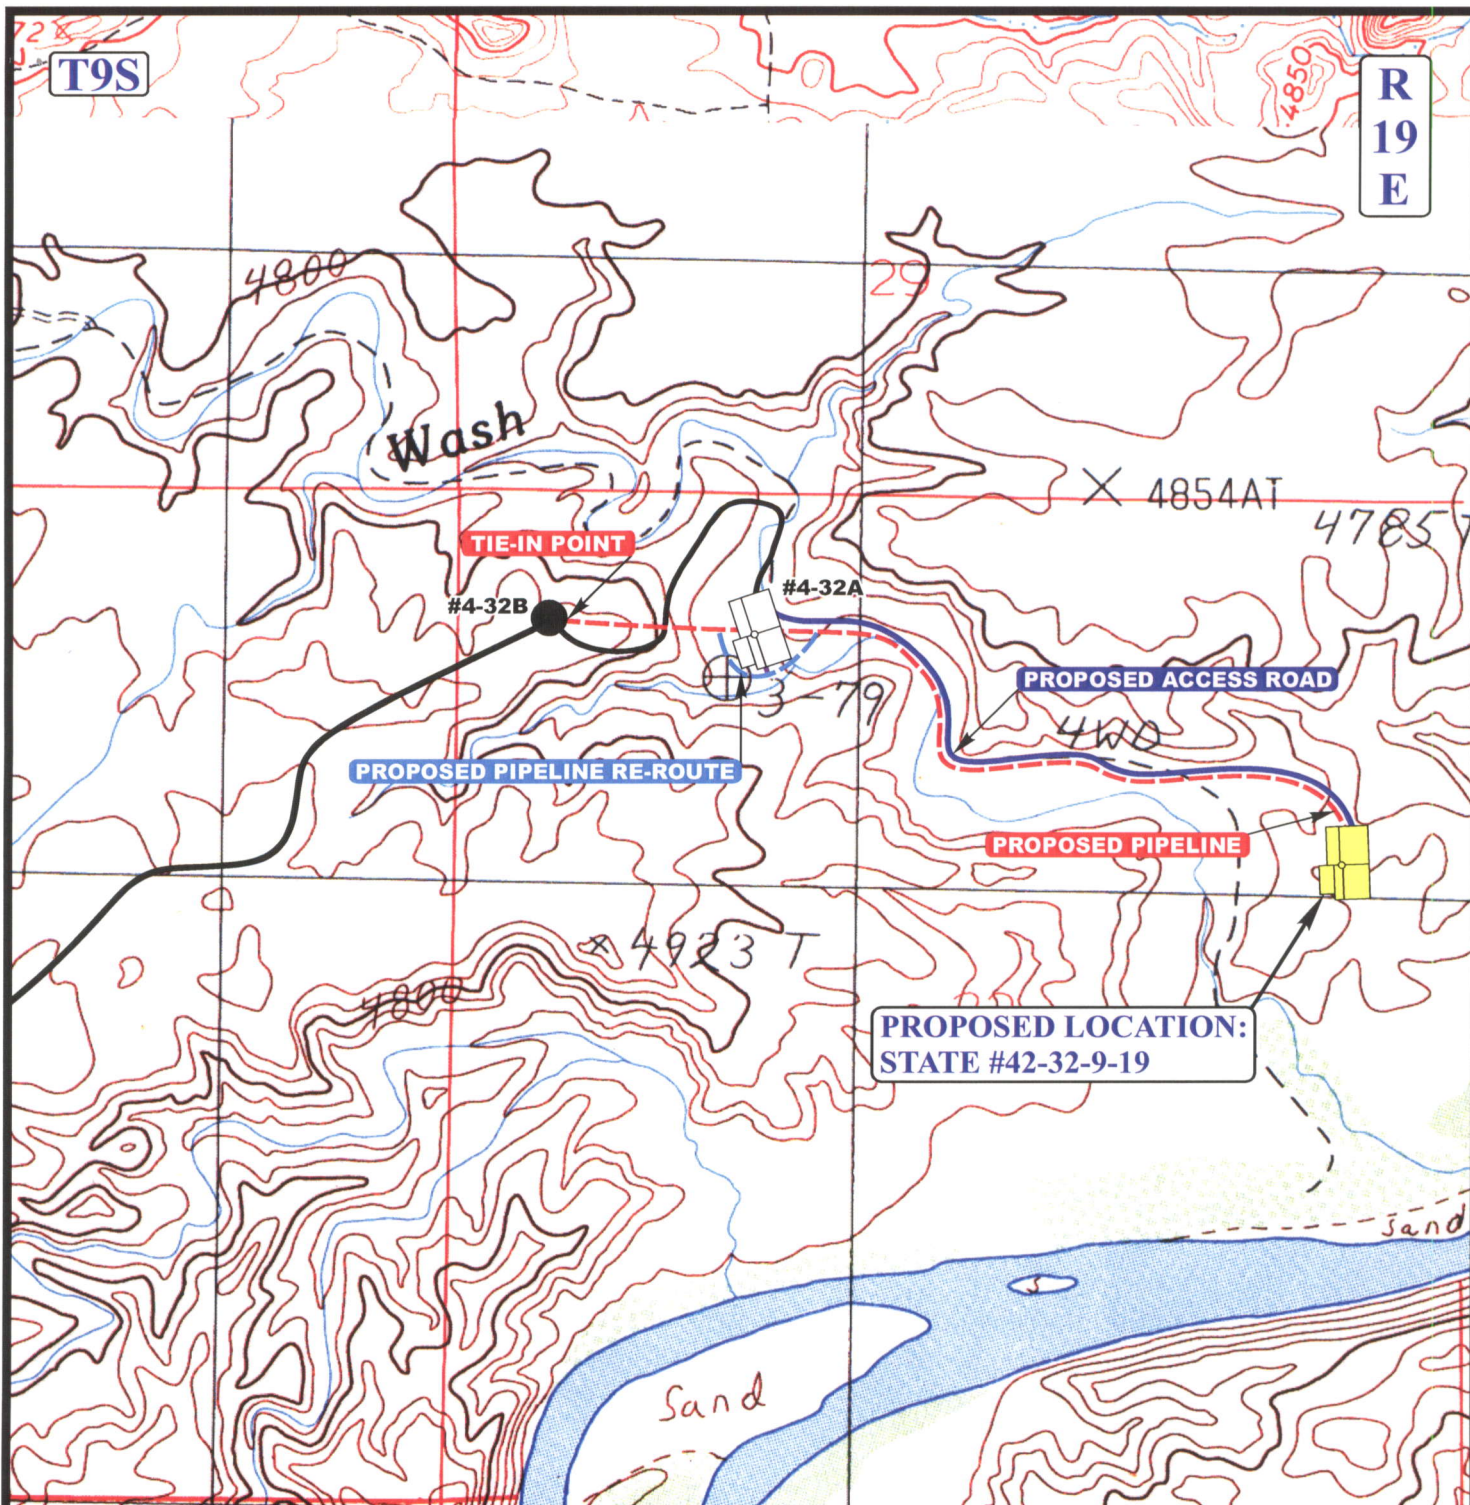 T9S
R
19
E
4850
4800
29
Wash
4854AT
4785T
TIE-IN POINT
#4-32B
#4-32A
PROPOSED ACCESS ROAD
3-79
4WD
PROPOSED PIPELINE RE-ROUTE
PROPOSED PIPELINE
4923 T
4800
PROPOSED LOCATION:
STATE #42-32-9-19
Sand
Sand